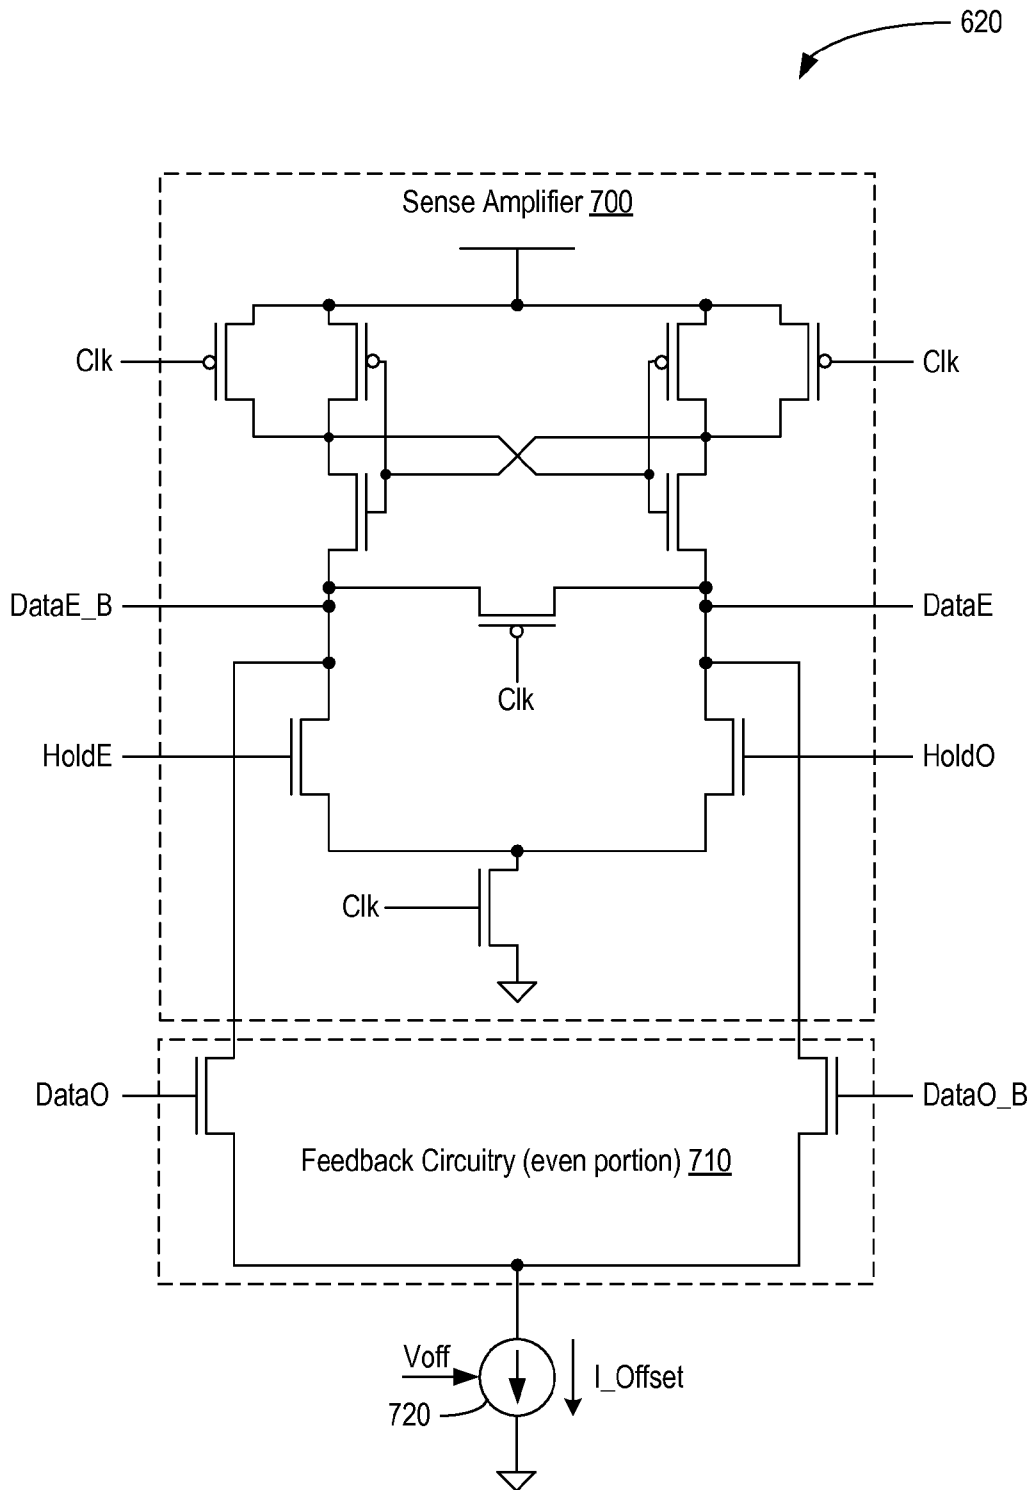 620
Sense Amplifier 700
Clk
Clk
DataE_B
DataE
Clk
HoldE
HoldO
Clk
DataO
DataO_B
Feedback Circuitry (even portion) 710
Voff
I_Offset
720